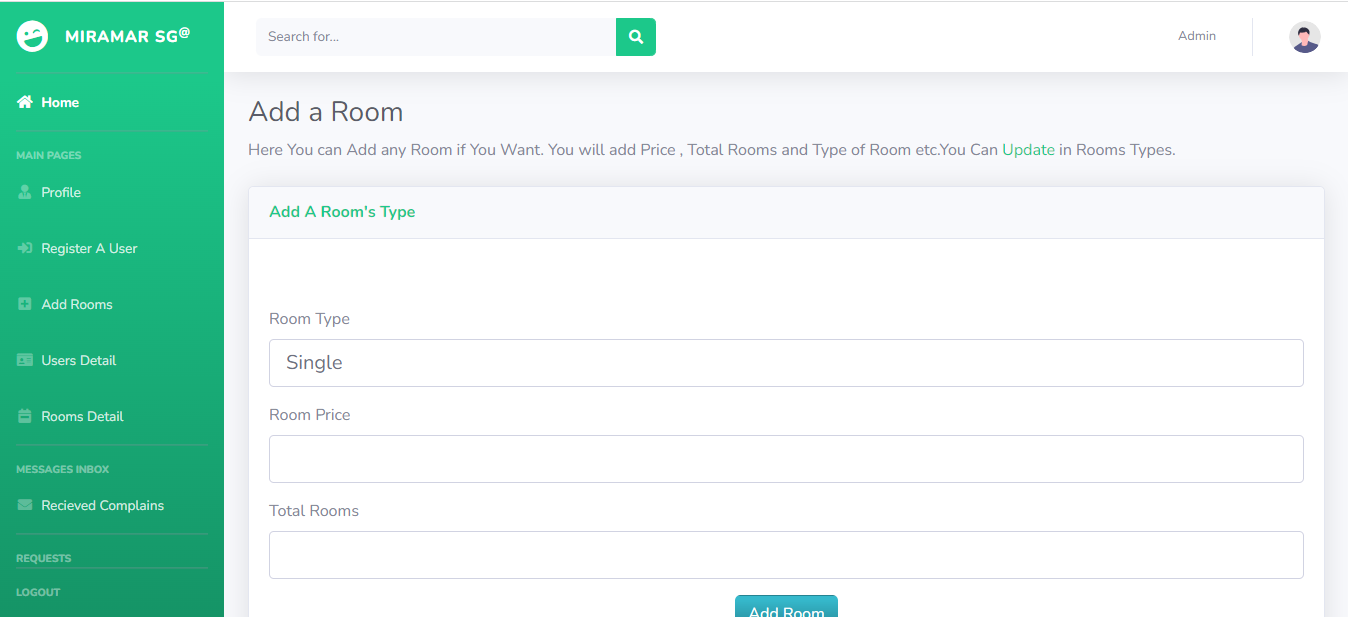 MIRAMAR SG@
Search for...
Admin
Home
MAIN PAGES
Profile
Register A User
Add Rooms
Users Detail
Rooms Detail
MESSAGES INBOX
Recieved Complains
REQUESTS
LOGOUT
Add a Room
Here You can Add any Room if You Want. You will add Price , Total Rooms and Type of Room etc.You Can Update in Rooms Types.
Add A Room's Type
Room Type
Single
Room Price
Total Rooms
Add Room